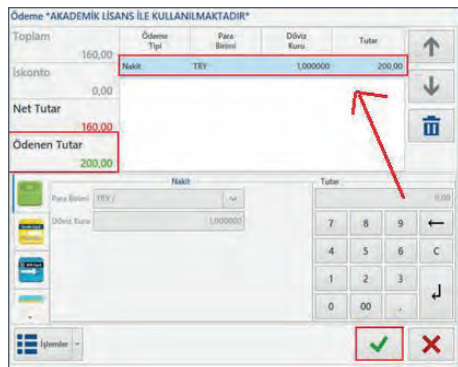 Ödeme *AKADEMİK LİSANS İLE KULLANILMAKTADIR*
Toplam
160,00
İskonto
0,00
Net Tutar
160,00
Ödenen Tutar
200,00
Ödeme Tipi Para Birimi Döviz Kuru Tutar
Nakit TRY 1,000000 200,00
Nakit
Para Birimi TRY /
Döviz Kuru 1,000000
Tutar
0,00
7 8 9
4 5 6 C
1 2 3
0 00 ,
İşlemler